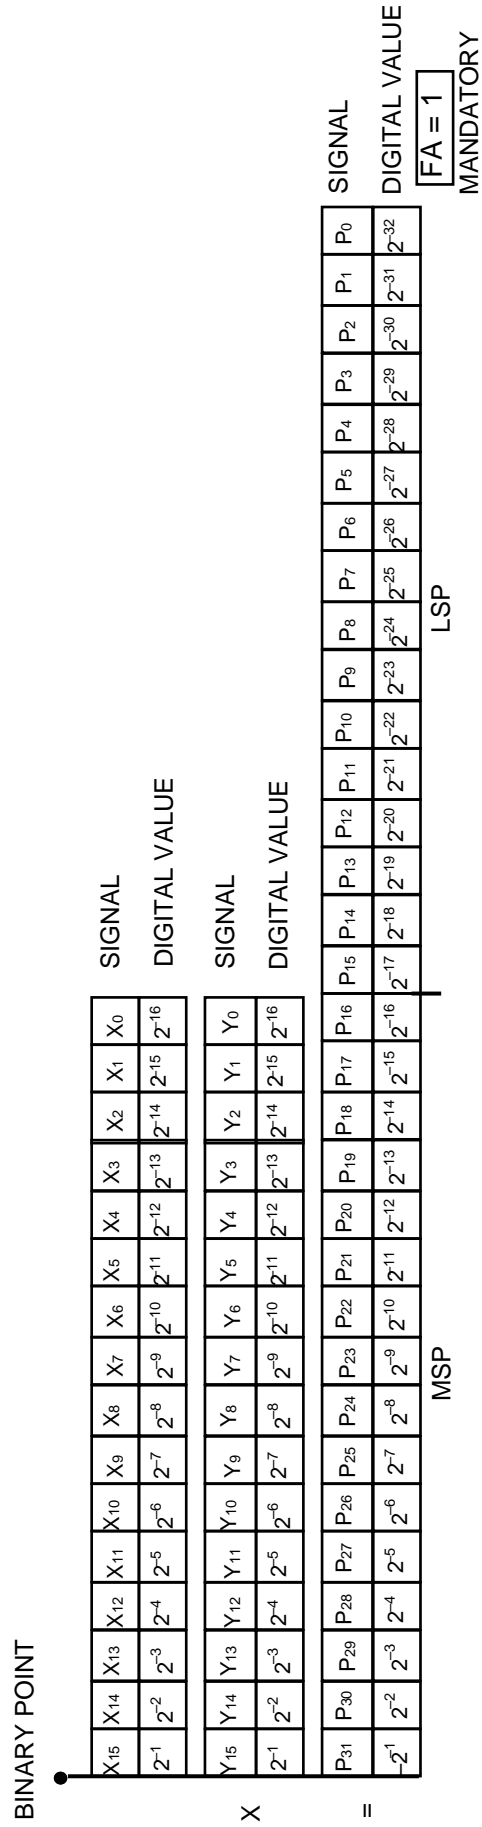 BINARY POINT
X15 X14 X13 X12 X11 X10 X9 X8 X7 X6 X5 X4 X3 X2 X1 X0 SIGNAL
2–1 2–2 2–3 2–4 2–5 2–6 2–7 2–8 2–9 2–10 2–11 2–12 2–13 2–14 2–15 2–16 DIGITAL VALUE
X
Y15 Y14 Y13 Y12 Y11 Y10 Y9 Y8 Y7 Y6 Y5 Y4 Y3 Y2 Y1 Y0 SIGNAL
2–1 2–2 2–3 2–4 2–5 2–6 2–7 2–8 2–9 2–10 2–11 2–12 2–13 2–14 2–15 2–16 DIGITAL VALUE
=
P31 P30 P29 P28 P27 P26 P25 P24 P23 P22 P21 P20 P19 P18 P17 P16 P15 P14 P13 P12 P11 P10 P9 P8 P7 P6 P5 P4 P3 P2 P1 P0 SIGNAL
–2–1 2–2 2–3 2–4 2–5 2–6 2–7 2–8 2–9 2–10 2–11 2–12 2–13 2–14 2–15 2–16 2–17 2–18 2–19 2–20 2–21 2–22 2–23 2–24 2–25 2–26 2–27 2–28 2–29 2–30 2–31 2–32 DIGITAL VALUE
MSP LSP FA = 1
MANDATORY